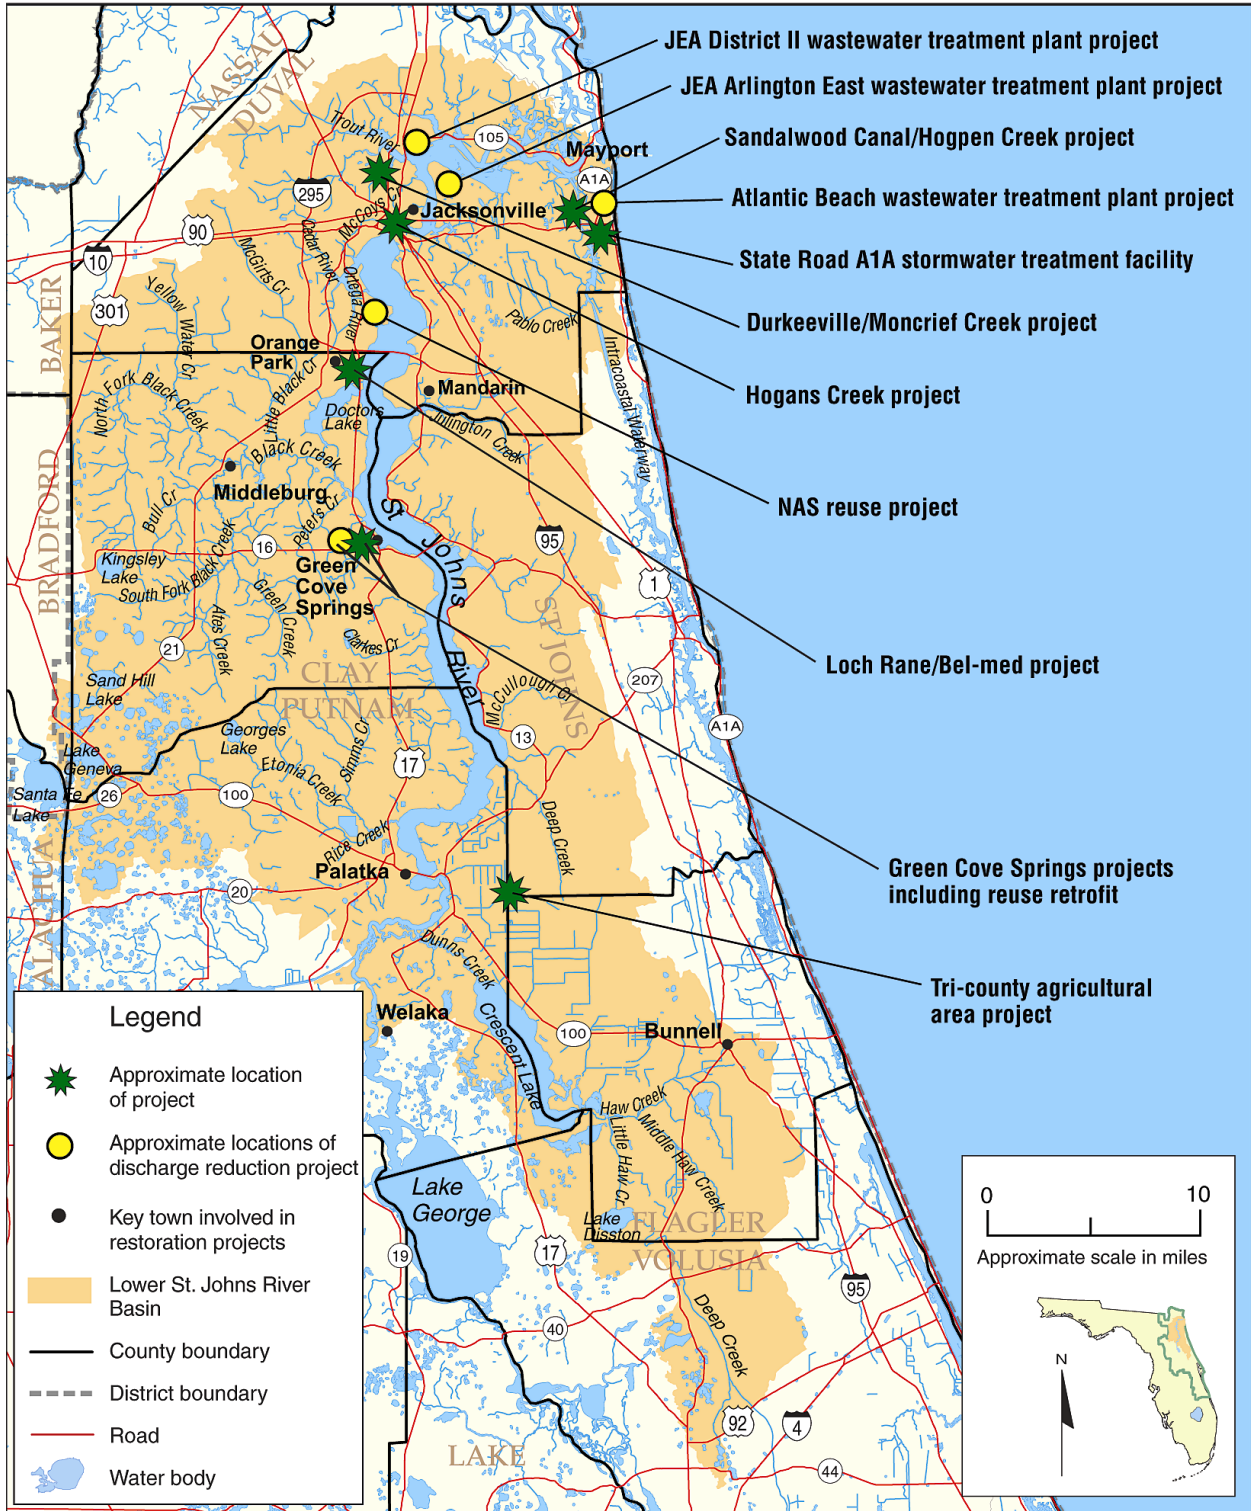 JEA District II wastewater treatment plant project
JEA Arlington East wastewater treatment plant project
Sandalwood Canal/Hogpen Creek project
Atlantic Beach wastewater treatment plant project
State Road A1A stormwater treatment facility
Durkeeville/Moncrief Creek project
Hogans Creek project
NAS reuse project
Loch Rane/Bel-med project
Green Cove Springs projects
including reuse retrofit
Tri-county agricultural
area project
NASSAU
DUVAL
Trout River
105
Mayport
A1A
295
McCoys Cr
Jacksonville
90
Cedar River
McGirts Cr
10
Ortega River
Yellow Water Cr
301
BAKER
Pablo Creek
Orange
Park
Intracoastal Waterway
North Fork Black Creek
Little Black Cr
Mandarin
Doctors
Lake
Julington Creek
Black Creek
Middleburg
BRADFORD
Bull Cr
Peters Cr
St Johns River
95
16
Kingsley
Lake
South Fork Black Creek
Green
Cove
Springs
1
Ates Creek
Green Creek
Clarkes Cr
ST JOHNS
21
CLAY
PUTNAM
207
Sand Hill
Lake
McCullough Cr
A1A
Georges
Lake
Simms Cr
13
Lake
Geneva
Etonia Creek
17
Santa Fe
Lake
26
100
Deep Creek
Rice Creek
Palatka
20
ALAHUA
Dunns Creek
Welaka
Crescent Lake
100
Bunnell
Haw Creek
Little Haw Cr
Middle Haw Creek
Lake
George
Lake
Disston
FLAGLER
VOLUSIA
19
17
95
40
Deep Creek
92
4
LAKE
44
Legend
Approximate location
of project
Approximate locations of
discharge reduction project
Key town involved in
restoration projects
Lower St. Johns River
Basin
County boundary
District boundary
Road
Water body
0 10
Approximate scale in miles
N